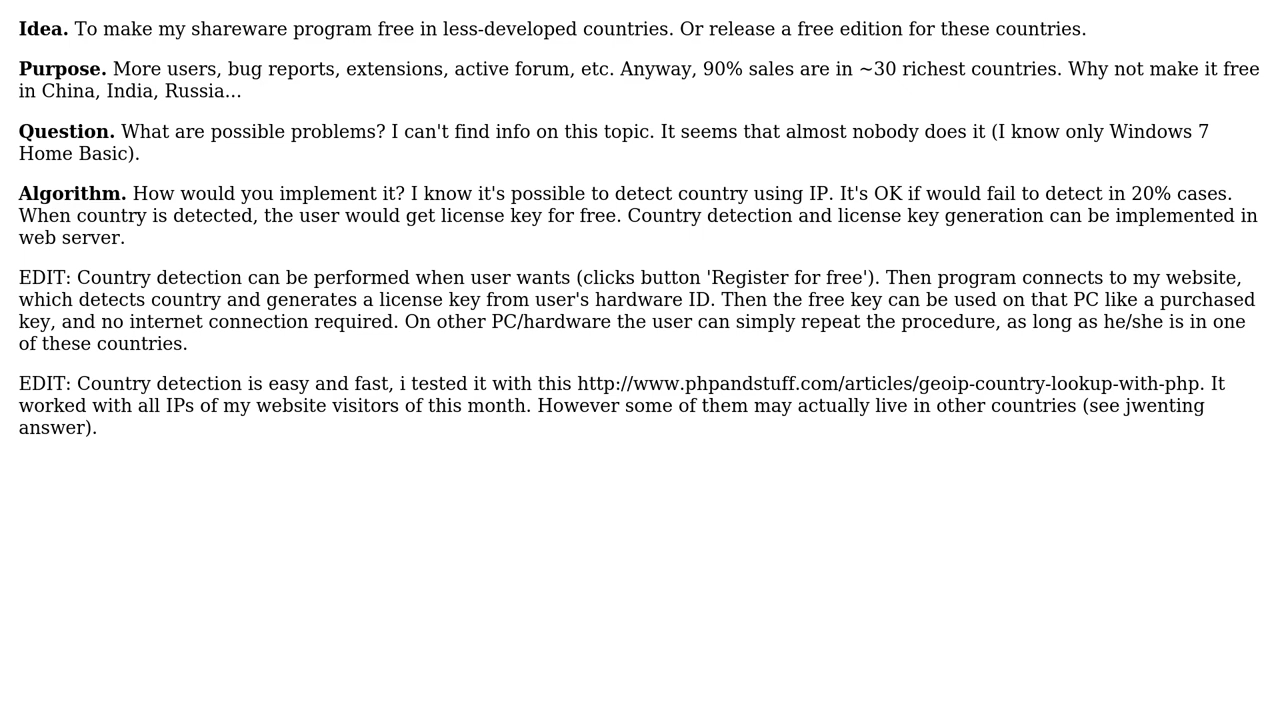 Idea. To make my shareware program free in less-developed countries. Or release a free edition for these countries.
Purpose. More users, bug reports, extensions, active forum, etc. Anyway, 90% sales are in ~30 richest countries. Why not make it free
in China, India, Russia...
Question. What are possible problems? I can't find info on this topic. It seems that almost nobody does it (I know only Windows 7
Home Basic).
Algorithm. How would you implement it? I know it's possible to detect country using IP. It's OK if would fail to detect in 20% cases.
When country is detected, the user would get license key for free. Country detection and license key generation can be implemented in
web server.
EDIT: Country detection can be performed when user wants (clicks button 'Register for free'). Then program connects to my website,
which detects country and generates a license key from user's hardware ID. Then the free key can be used on that PC like a purchased
key, and no internet connection required. On other PC/hardware the user can simply repeat the procedure, as long as he/she is in one
of these countries.
EDIT: Country detection is easy and fast, i tested it with this http://www.phpandstuff.com/articles/geoip-country-lookup-with-php. It
worked with all IPs of my website visitors of this month. However some of them may actually live in other countries (see jwenting
answer).